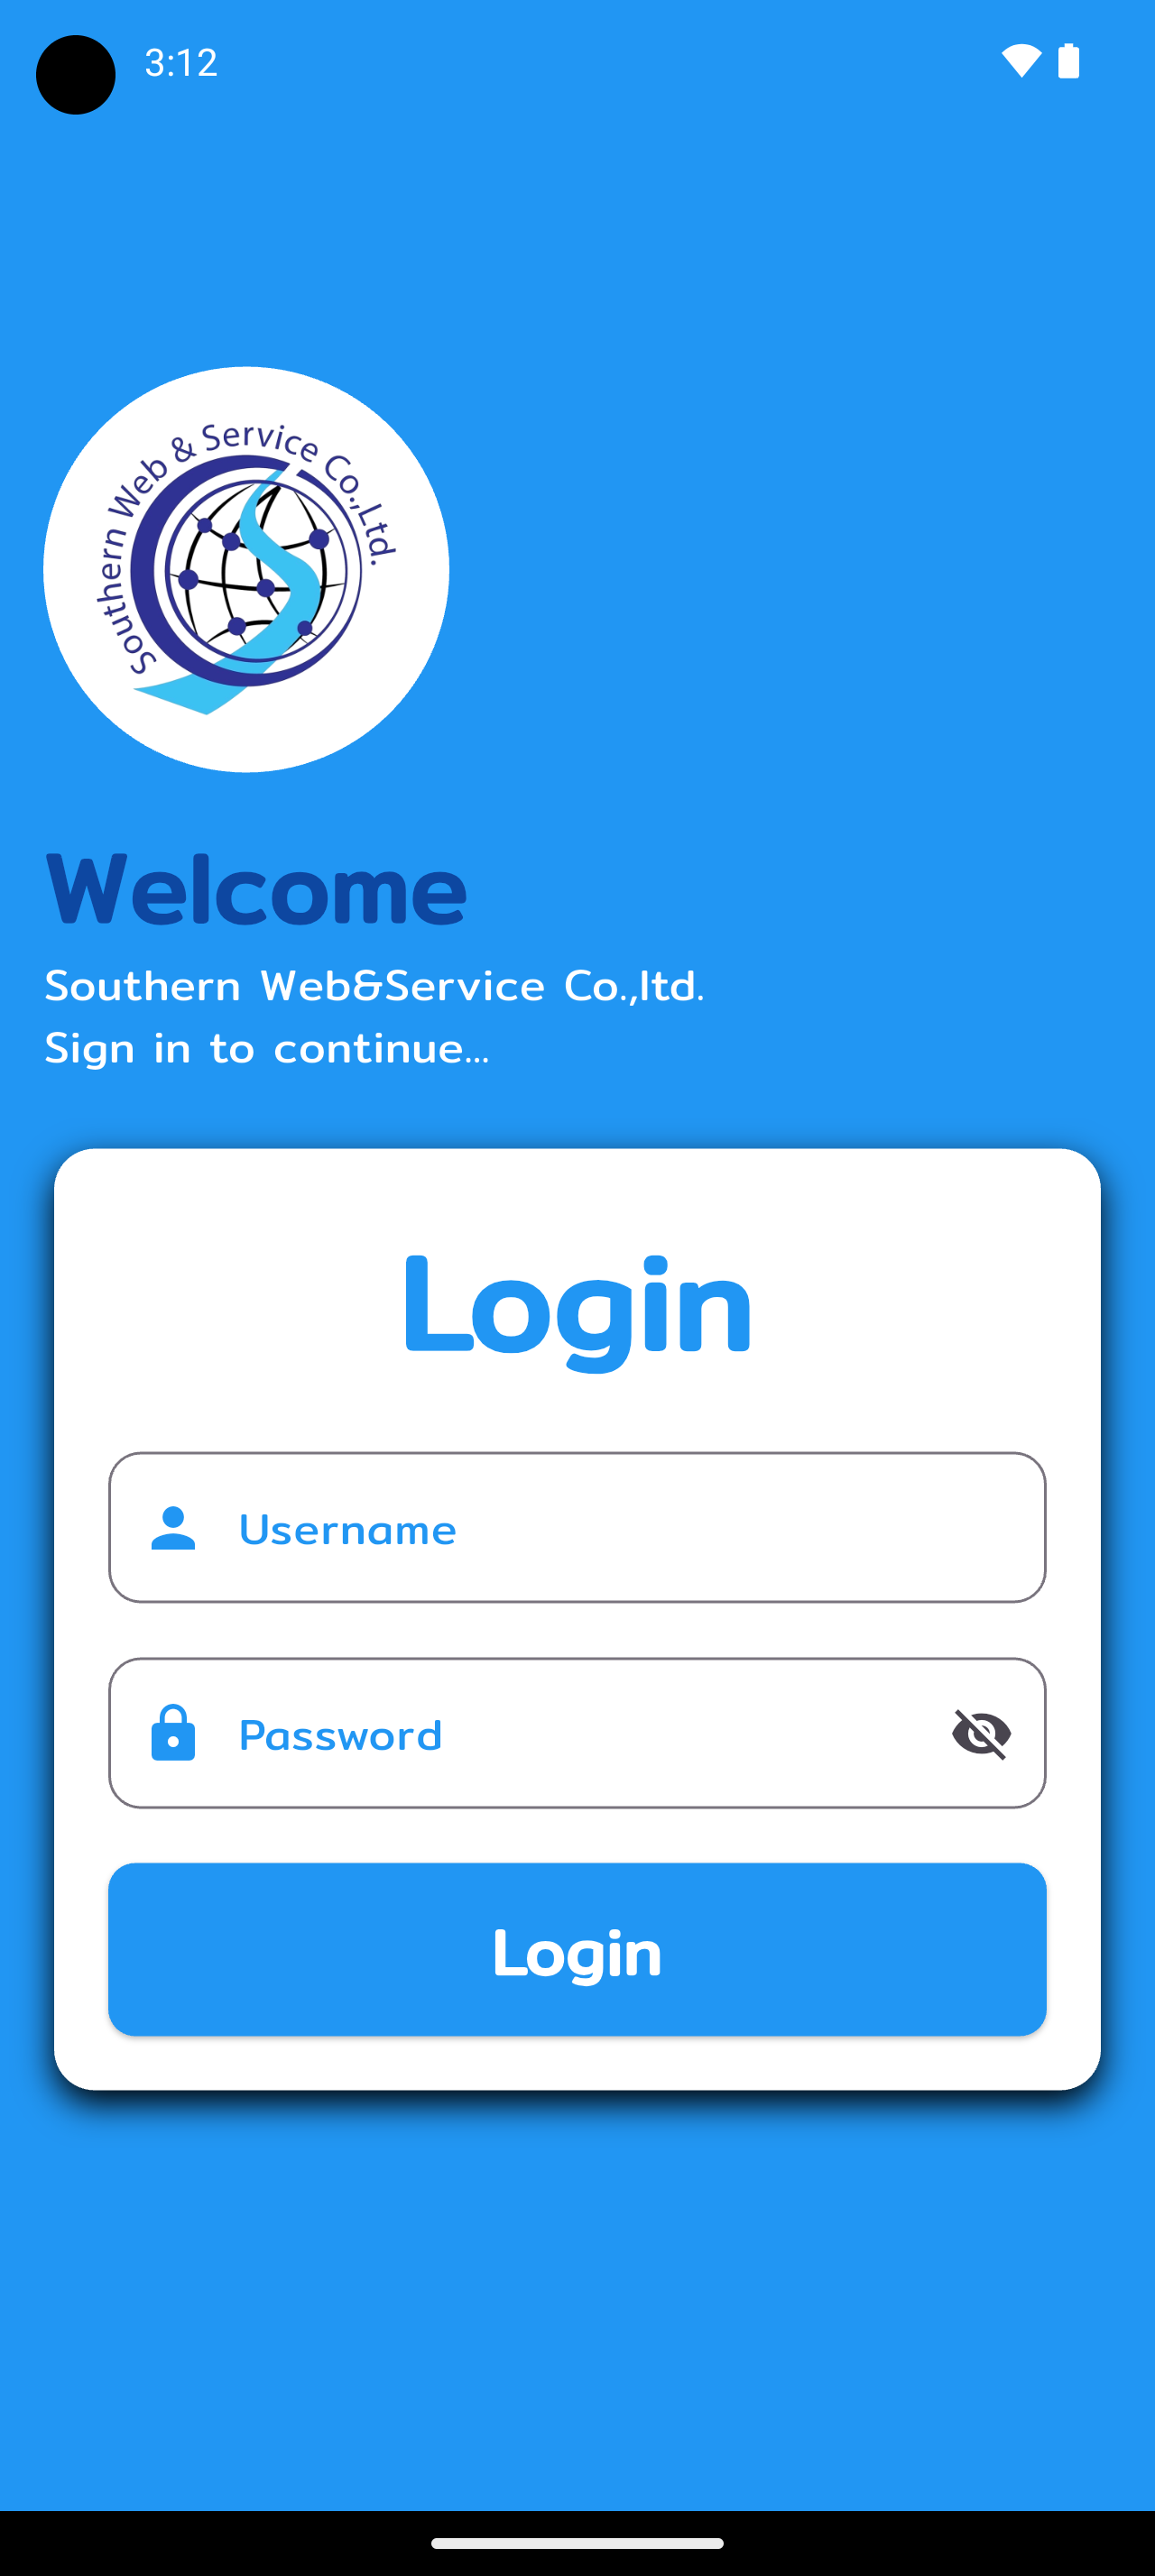 3:12
Southern Web & Service Co.,Ltd.
Welcome
Southern Web&Service Co.,ltd.
Sign in to continue...
Login
Username
Password
Login